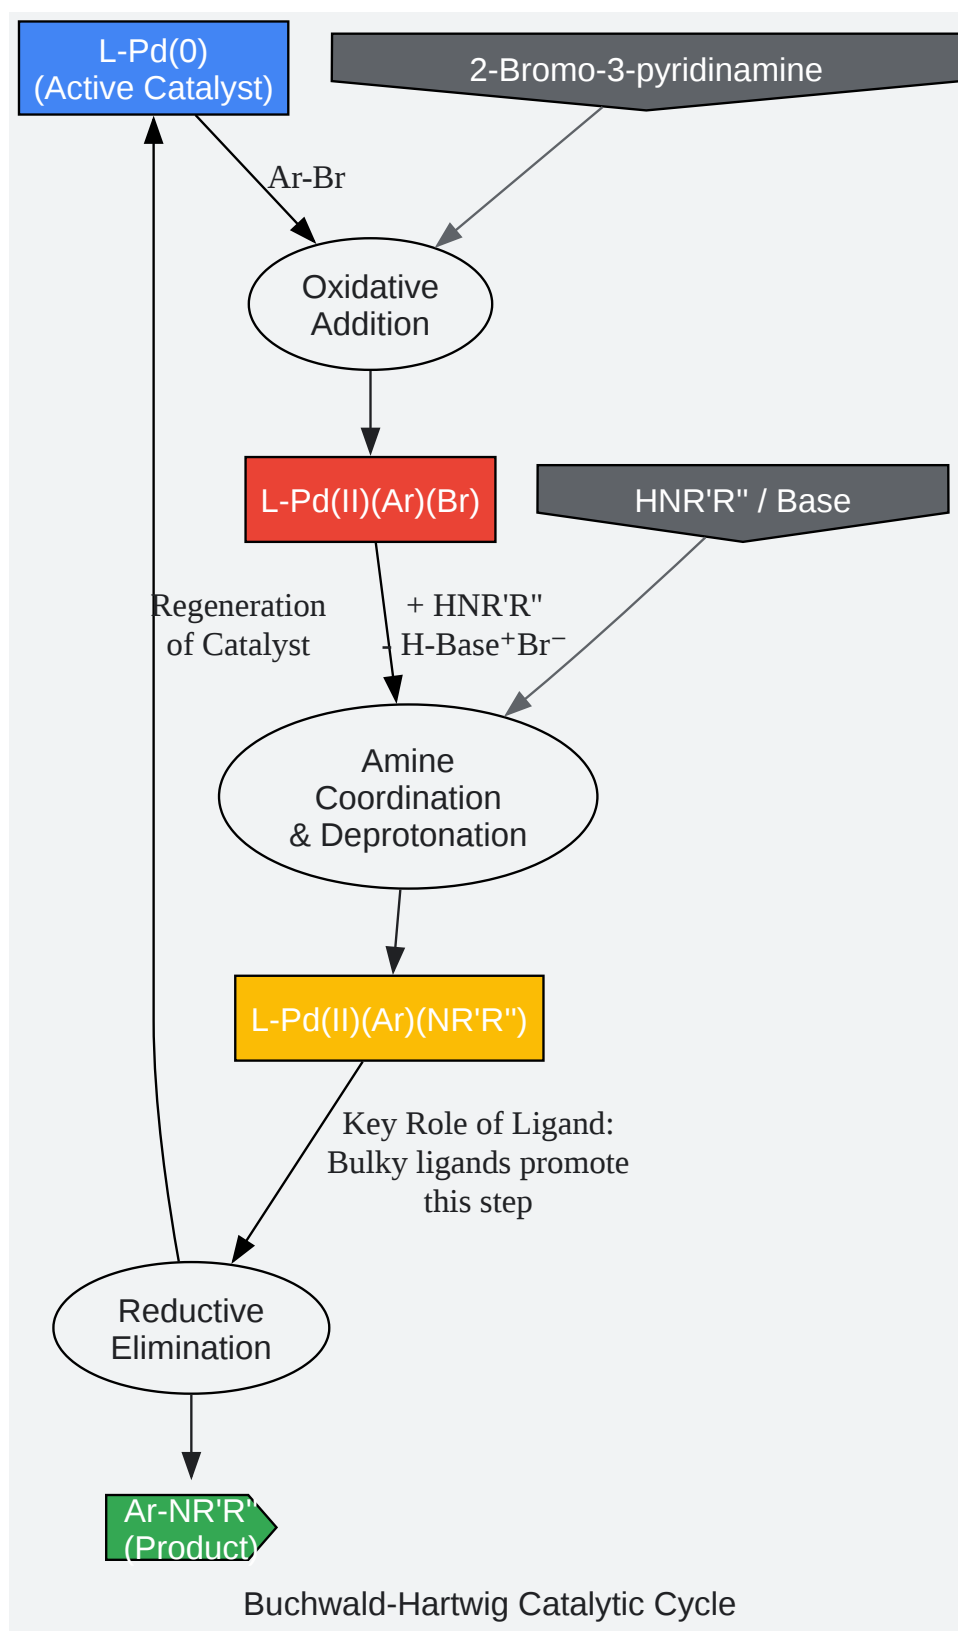 L-Pd(0)
(Active Catalyst)
2-Bromo-3-pyridinamine
Ar-Br
Oxidative
Addition
L-Pd(II)(Ar)(Br)
HNR'R" / Base
Regeneration
of Catalyst
+ HNR'R"
- H-Base⁺Br⁻
Amine
Coordination
& Deprotonation
L-Pd(II)(Ar)(NR'R")
Key Role of Ligand:
Bulky ligands promote
this step
Reductive
Elimination
Ar-NR'R"
(Product)
Buchwald-Hartwig Catalytic Cycle